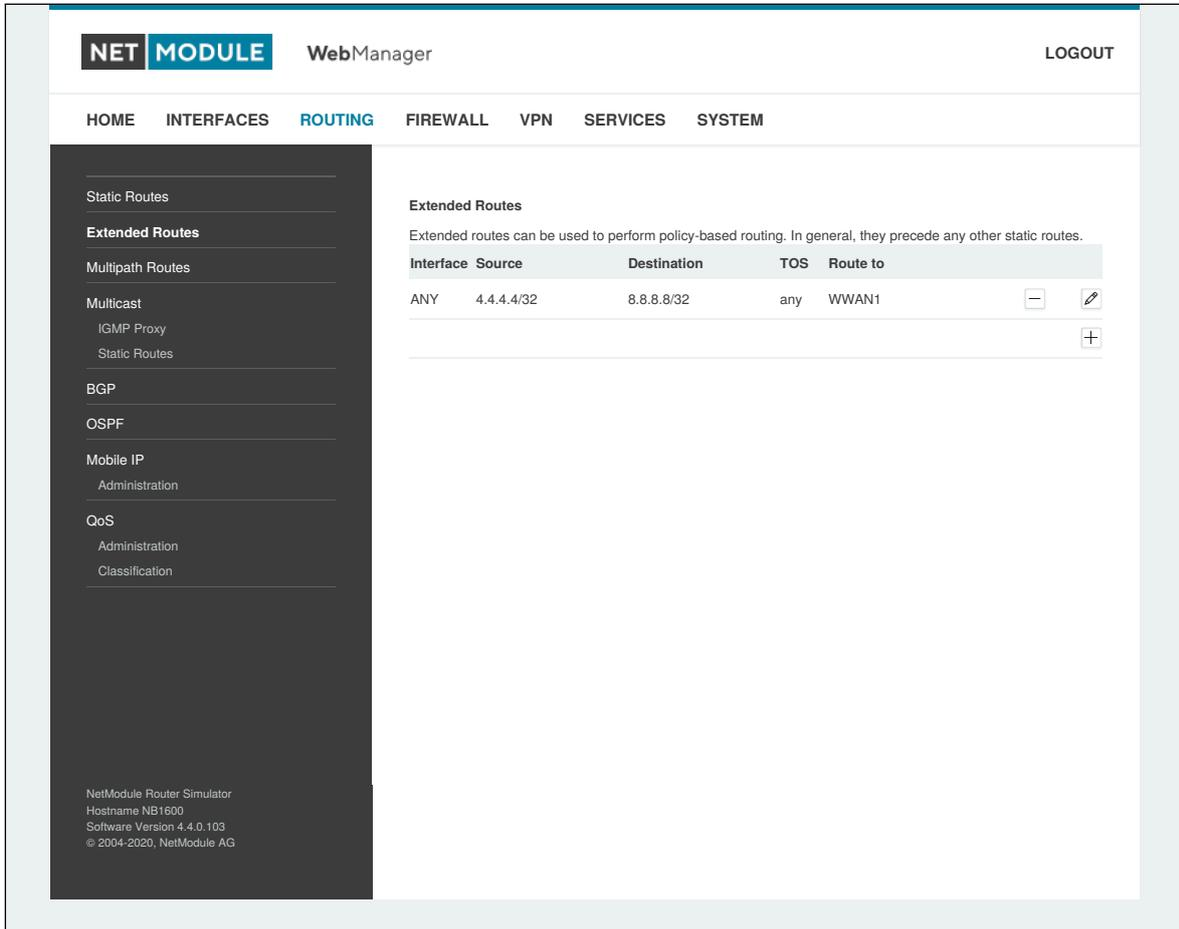 NET MODULE WebManager LOGOUT
HOME INTERFACES ROUTING FIREWALL VPN SERVICES SYSTEM
Static Routes
Extended Routes
Multipath Routes
Multicast
IGMP Proxy
Static Routes
BGP
OSPF
Mobile IP
Administration
QoS
Administration
Classification
NetModule Router Simulator
Hostname NB1600
Software Version 4.4.0.103
© 2004-2020, NetModule AG
Extended Routes
Extended routes can be used to perform policy-based routing. In general, they precede any other static routes.
Interface Source Destination TOS Route to
ANY 4.4.4.4/32 8.8.8.8/32 any WWAN1